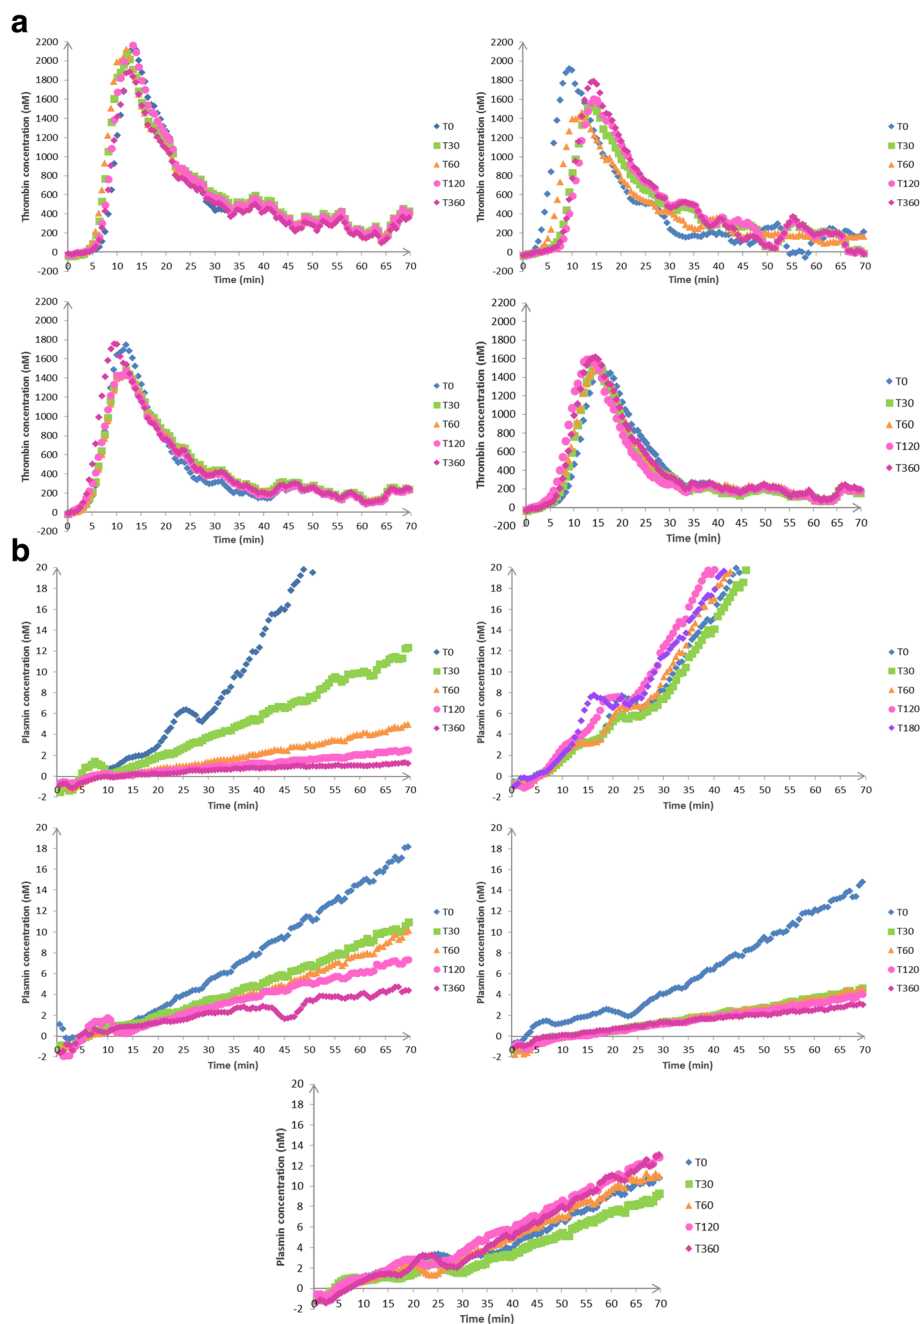 a
Thrombin concentration (nM)
2200
2000
1800
1600
1400
1200
1000
800
600
400
200
0
-200
0 5 10 15 20 25 30 35 40 45 50 55 60 65 70
Time (min)
T0
T30
T60
T120
T360
Thrombin concentration (nM)
2200
2000
1800
1600
1400
1200
1000
800
600
400
200
0
-200
0 5 10 15 20 25 30 35 40 45 50 55 60 65 70
Time (min)
T0
T30
T60
T120
T360
Thrombin concentration (nM)
2200
2000
1800
1600
1400
1200
1000
800
600
400
200
0
-200
0 5 10 15 20 25 30 35 40 45 50 55 60 65 70
Time (min)
T0
T30
T60
T120
T360
Thrombin concentration (nM)
2200
2000
1800
1600
1400
1200
1000
800
600
400
200
0
-200
0 5 10 15 20 25 30 35 40 45 50 55 60 65 70
Time (min)
T0
T30
T60
T120
T360
b
Plasmin concentration (nM)
20
18
16
14
12
10
8
6
4
2
0
-2
0 5 10 15 20 25 30 35 40 45 50 55 60 65 70
Time (min)
T0
T30
T60
T120
T360
Plasmin concentration (nM)
20
18
16
14
12
10
8
6
4
2
0
-2
0 5 10 15 20 25 30 35 40 45 50 55 60 65 70
Time (min)
T0
T30
T60
T120
T180
Plasmin concentration (nM)
20
18
16
14
12
10
8
6
4
2
0
-2
0 5 10 15 20 25 30 35 40 45 50 55 60 65 70
Time (min)
T0
T30
T60
T120
T360
Plasmin concentration (nM)
20
18
16
14
12
10
8
6
4
2
0
-2
0 5 10 15 20 25 30 35 40 45 50 55 60 65 70
Time (min)
T0
T30
T60
T120
T360
Plasmin concentration (nM)
20
18
16
14
12
10
8
6
4
2
0
-2
0 5 10 15 20 25 30 35 40 45 50 55 60 65 70
Time (min)
T0
T30
T60
T120
T360